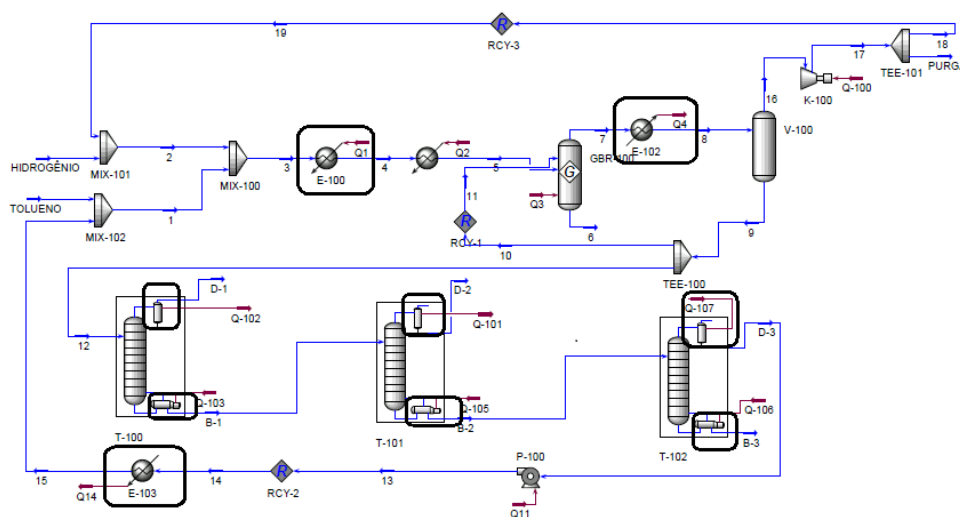 19
RCY-3
18
17
TEE-101
PURGA
K-100
Q-100
16
V-100
HIDROGÊNIO
MIX-101
2
MIX-100
3
Q1
E-100
4
Q2
5
7
Q4
E-102
8
GBR-100
G
TOLUENO
MIX-102
1
11
Q3
6
R
RCY-1
10
9
TEE-100
D-1
Q-102
12
Q-103
B-1
T-100
D-2
Q-101
Q-105
B-2
T-101
Q-107
D-3
Q-106
B-3
T-102
15
Q14
E-103
14
R
RCY-2
13
P-100
Q11
R